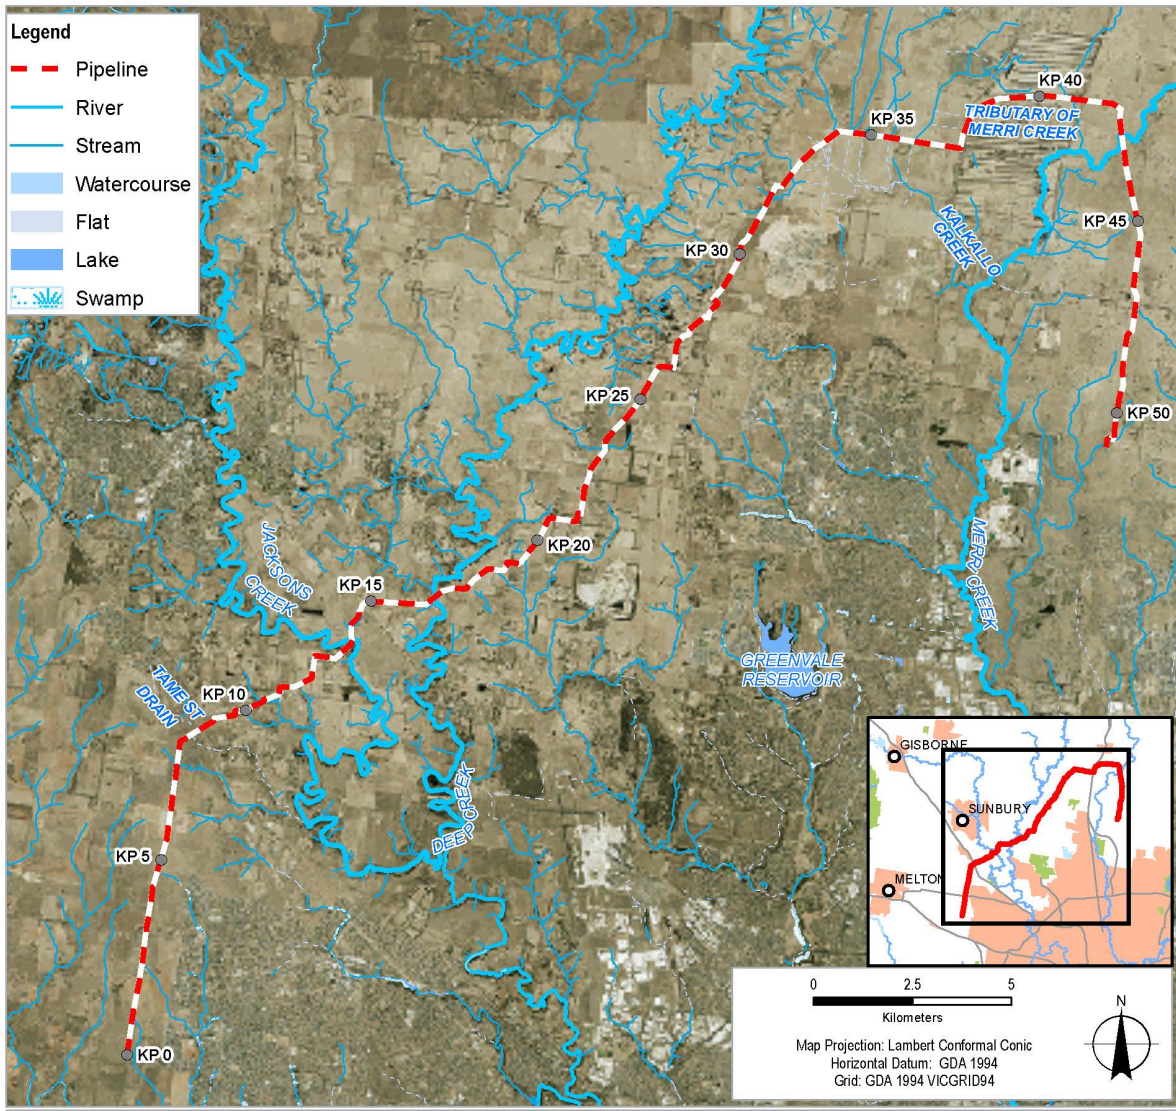 Legend
Pipeline
River
Stream
Watercourse
Flat
Lake
Swamp
KP 40
TRIBUTARY OF
MERRI CREEK
KP 35
KALKALLO
CREEK
KP 45
KP 30
KP 25
KP 50
KP 20
JACKSONS
CREEK
KP 15
MERRI CREEK
GREENVALE
RESERVOIR
TAME ST
DRAIN
KP 10
DEEP CREEK
KP 5
KP 0
GISBORNE
SUNBURY
MELTON
0 2.5 5
Kilometers
N
Map Projection: Lambert Conformal Conic
Horizontal Datum: GDA 1994
Grid: GDA 1994 VICGRID94